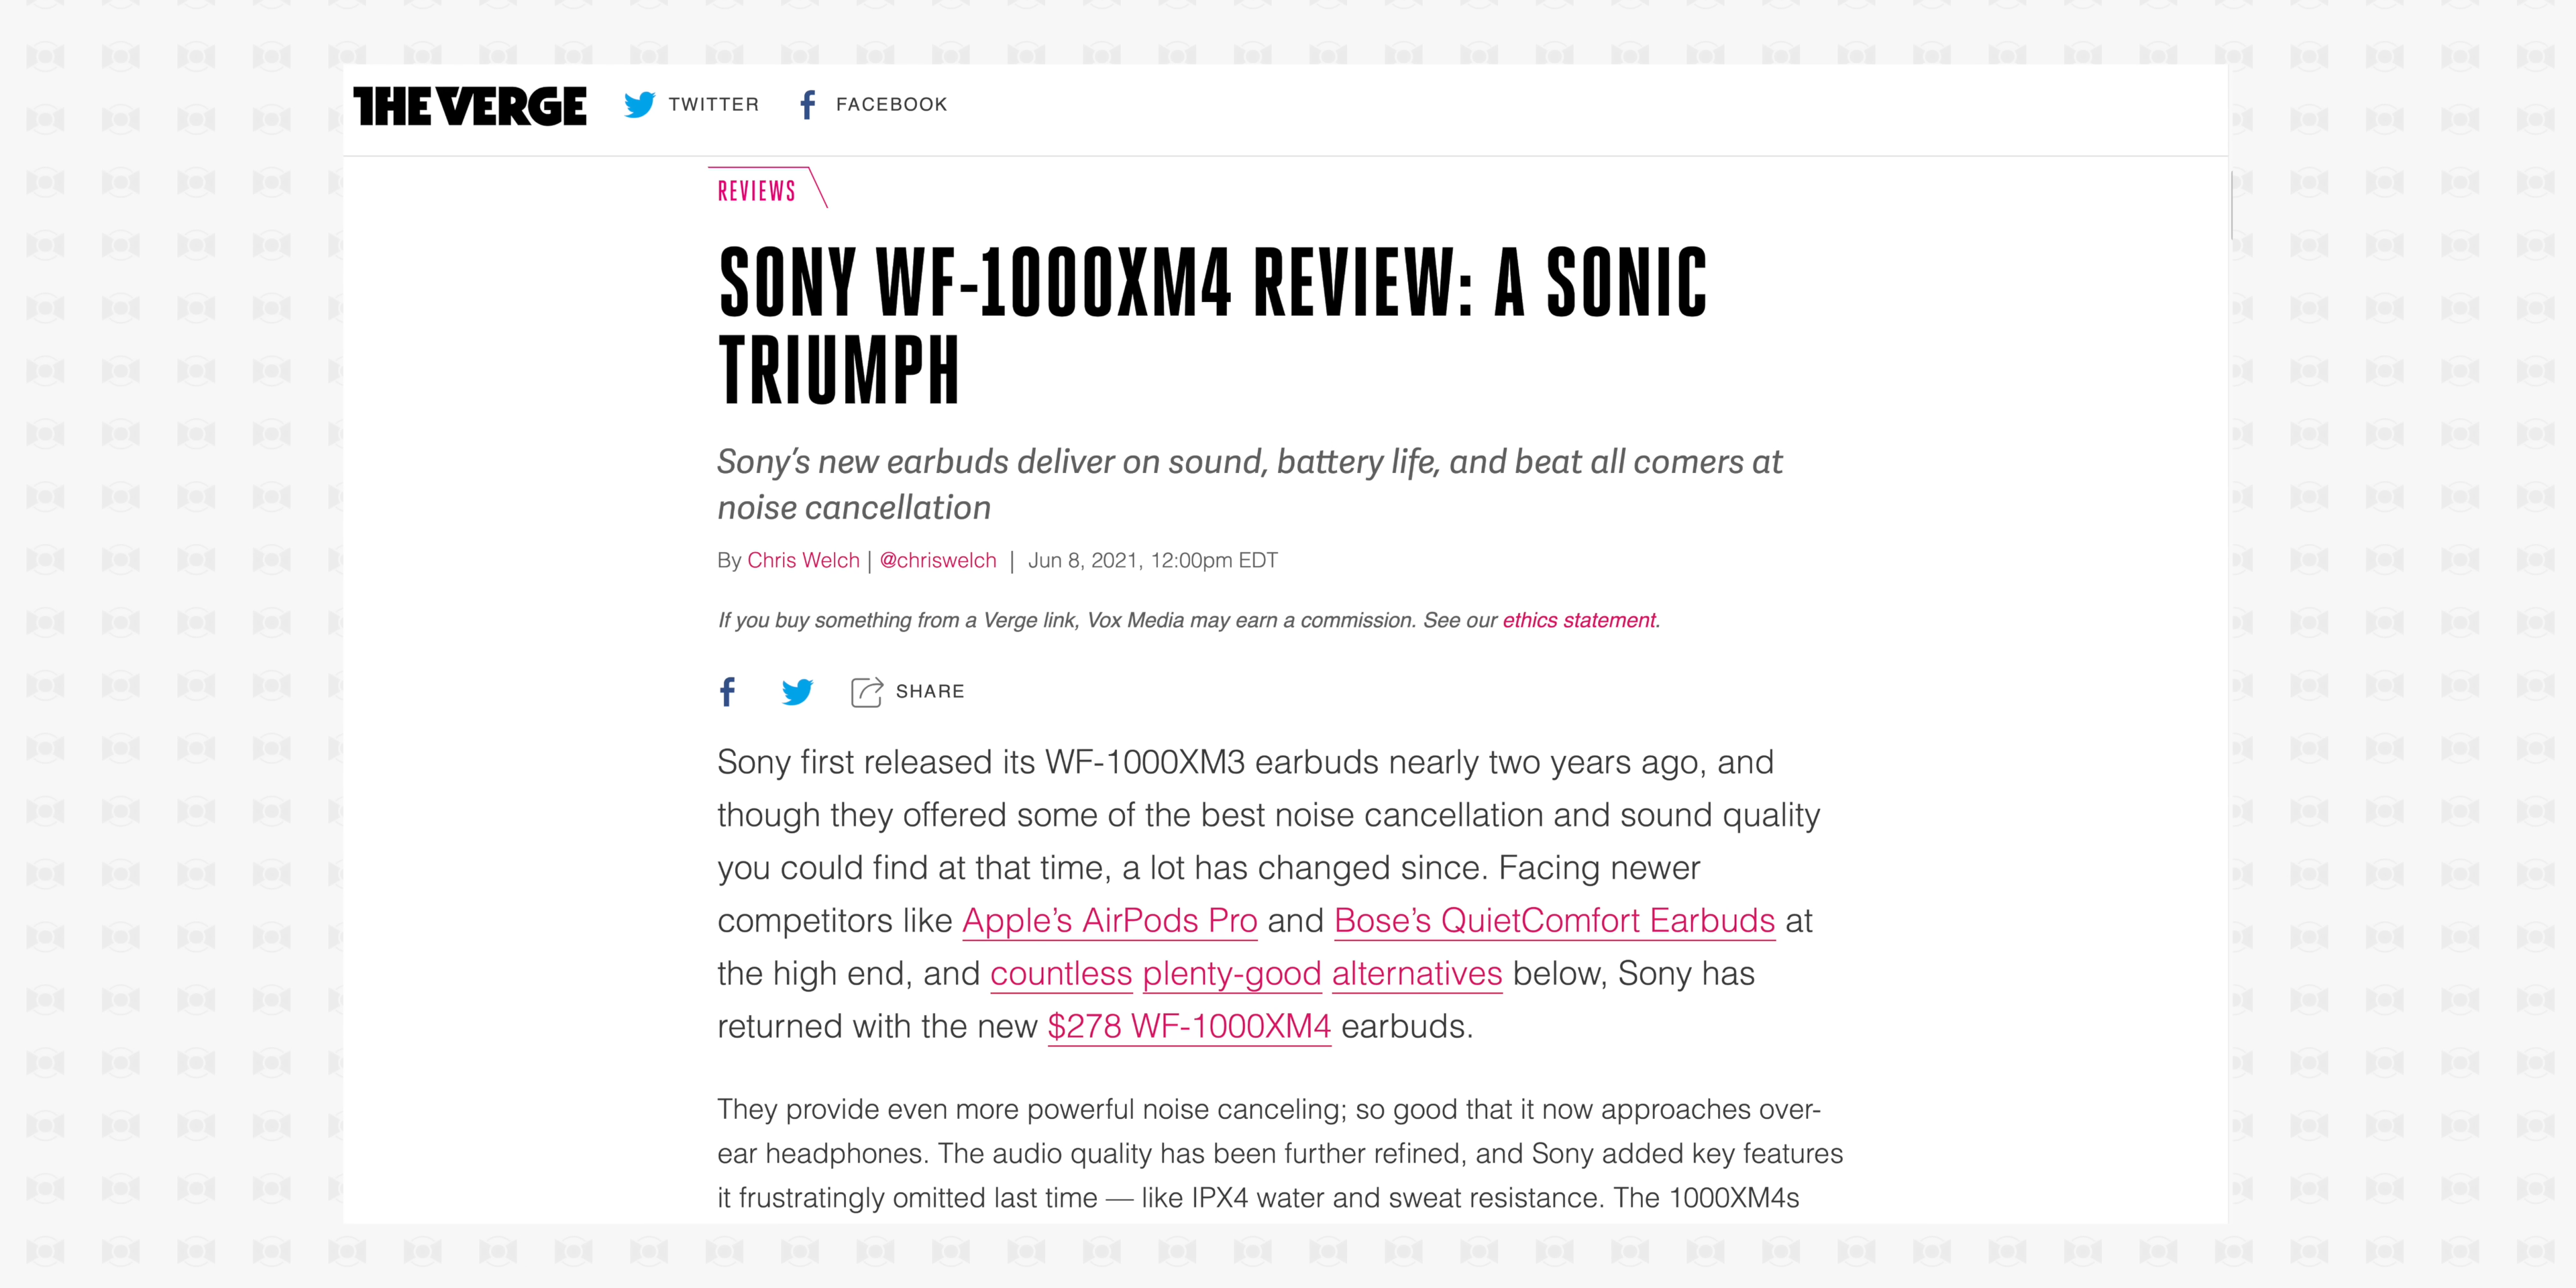 THE VERGE TWITTER FACEBOOK
REVIEWS
SONY WF-1000XM4 REVIEW: A SONIC
TRIUMPH
Sony’s new earbuds deliver on sound, battery life, and beat all comers at
noise cancellation
By Chris Welch | @chriswelch | Jun 8, 2021, 12:00pm EDT
If you buy something from a Verge link, Vox Media may earn a commission. See our ethics statement.
SHARE
Sony first released its WF-1000XM3 earbuds nearly two years ago, and
though they offered some of the best noise cancellation and sound quality
you could find at that time, a lot has changed since. Facing newer
competitors like Apple’s AirPods Pro and Bose’s QuietComfort Earbuds at
the high end, and countless plenty-good alternatives below, Sony has
returned with the new $278 WF-1000XM4 earbuds.
They provide even more powerful noise canceling; so good that it now approaches over-
ear headphones. The audio quality has been further refined, and Sony added key features
it frustratingly omitted last time — like IPX4 water and sweat resistance. The 1000XM4s